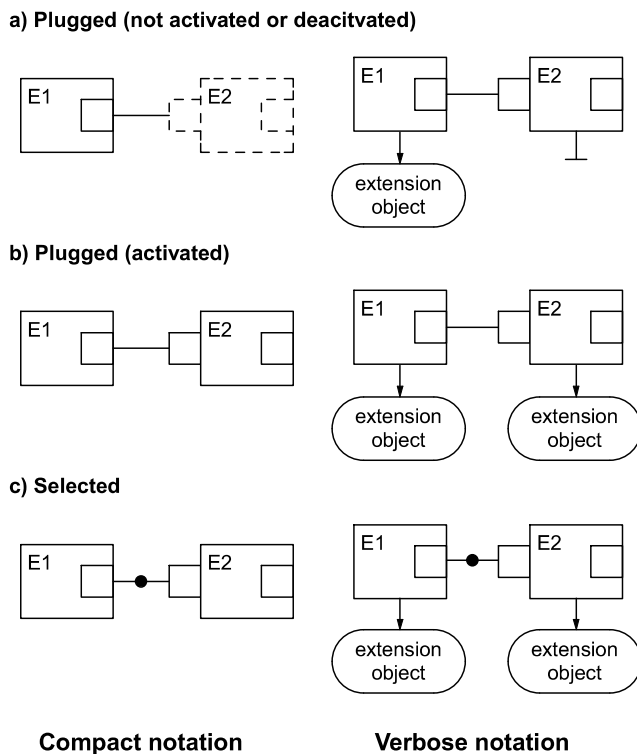 a) Plugged (not activated or deacitvated)
E1
E2
E1
E2
extension
object
b) Plugged (activated)
E1
E2
E1
E2
extension
object
extension
object
c) Selected
E1
E2
E1
E2
extension
object
extension
object
Compact notation
Verbose notation